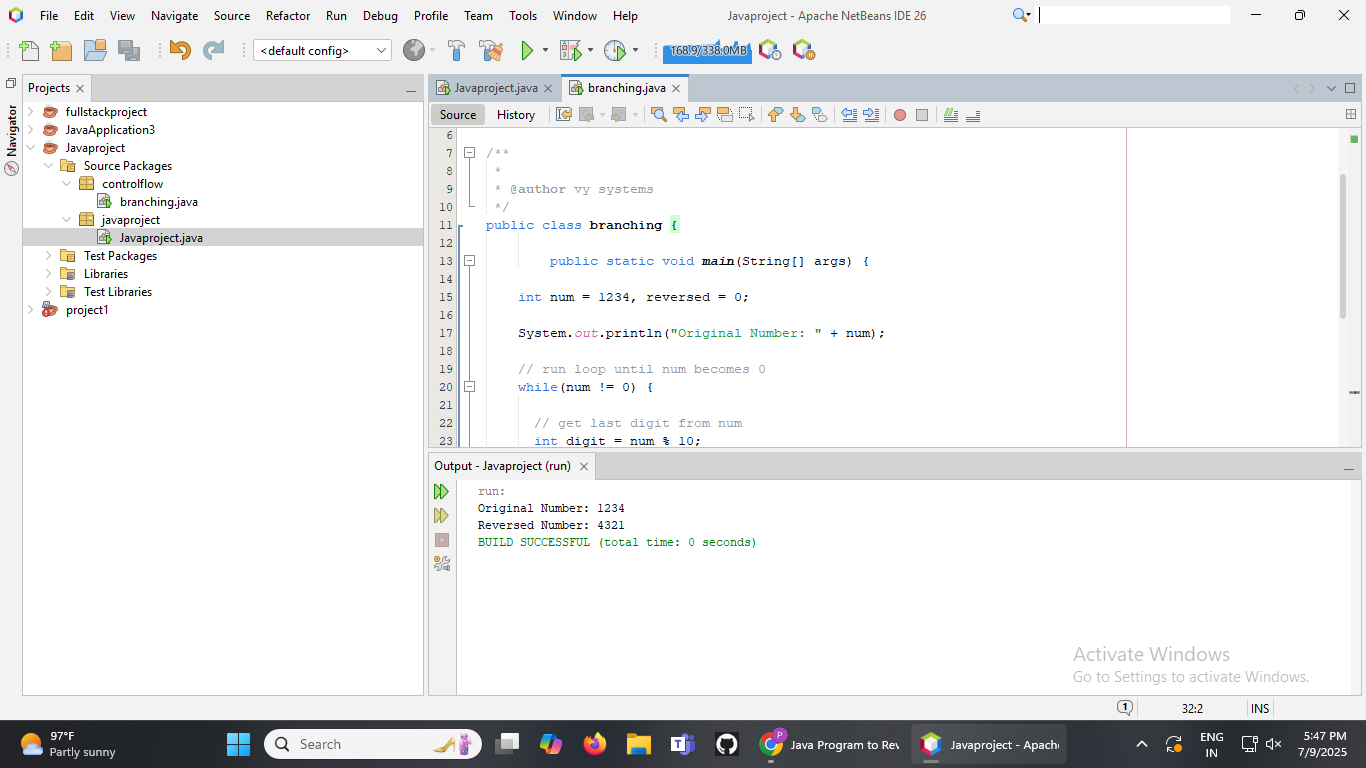 File Edit View Navigate Source Refactor Run Debug Profile Team Tools Window Help
Javaproject - Apache NetBeans IDE 26
<default config>
168.9/338.0MB
Navigator
Projects
fullstackproject
JavaApplication3
Javaproject
Source Packages
controlflow
branching.java
javaproject
Javaproject.java
Test Packages
Libraries
Test Libraries
project1
Javaproject.java
branching.java
Source History
6
7 /**
8 *
9 * @author vy systems
10 */
11 public class branching {
12
13 public static void main(String[] args) {
14
15 int num = 1234, reversed = 0;
16
17 System.out.println("Original Number: " + num);
18
19 // run loop until num becomes 0
20 while(num != 0) {
21
22 // get last digit from num
23 int digit = num % 10;
Output - Javaproject (run)
run:
Original Number: 1234
Reversed Number: 4321
BUILD SUCCESSFUL (total time: 0 seconds)
Activate Windows
Go to Settings to activate Windows.
1
32:2
INS
97°F
Partly sunny
Search
P
Java Program to Rev
Javaproject - Apach
ENG
IN
5:47 PM
7/9/2025